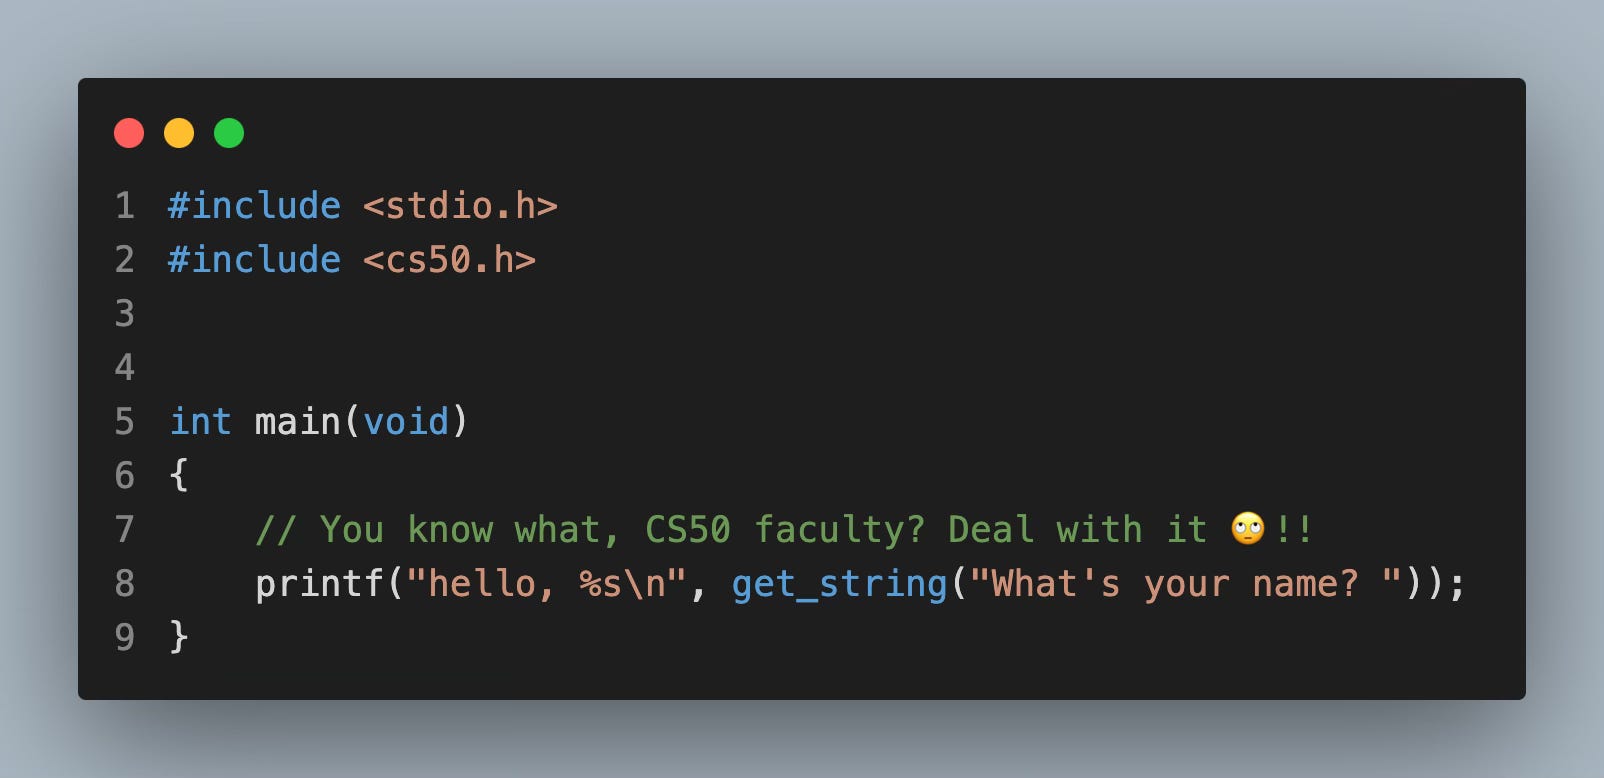 1 #include <stdio.h>
2 #include <cs50.h>
3
4
5 int main(void)
6 {
7     // You know what, CS50 faculty? Deal with it 🙄!!
8     printf("hello, %s\n", get_string("What's your name? "));
9 }